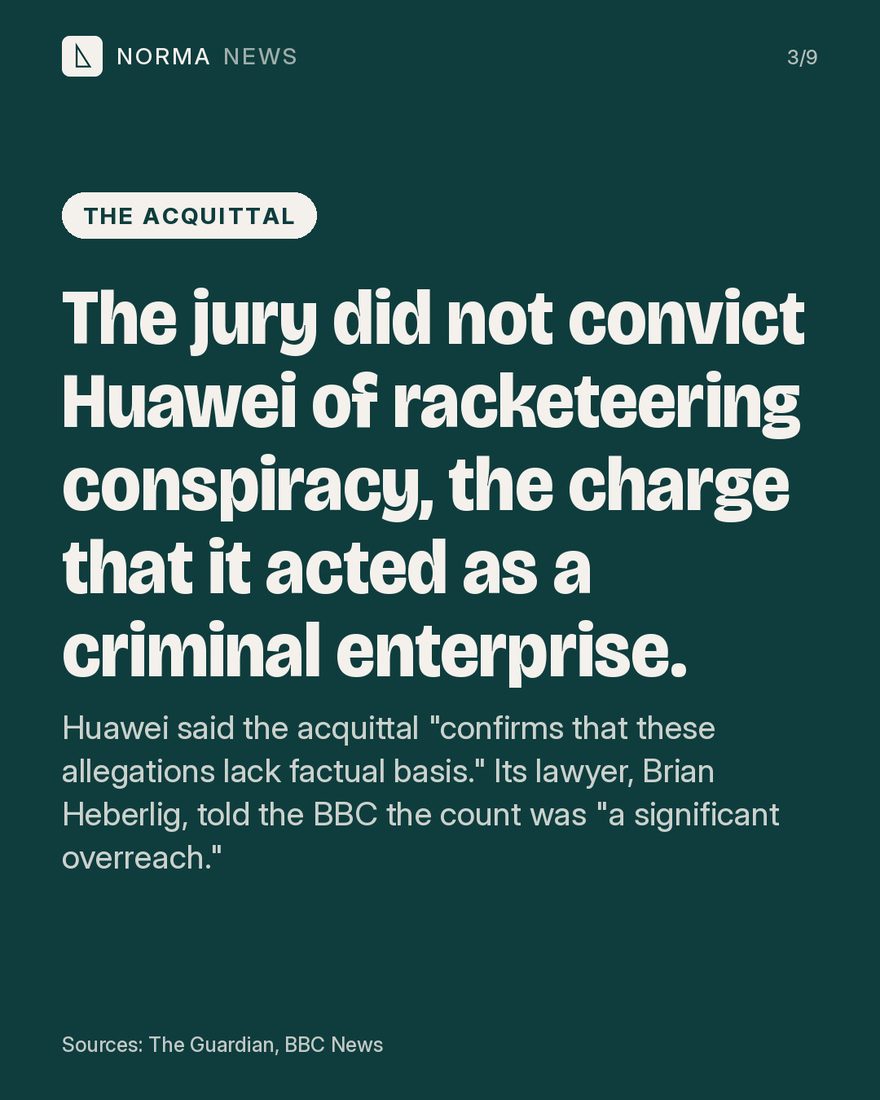 NORMA NEWS
3/9
THE ACQUITTAL
The jury did not convict
Huawei of racketeering
conspiracy, the charge
that it acted as a
criminal enterprise.
Huawei said the acquittal "confirms that these
allegations lack factual basis." Its lawyer, Brian
Heberlig, told the BBC the count was "a significant
overreach."
Sources: The Guardian, BBC News